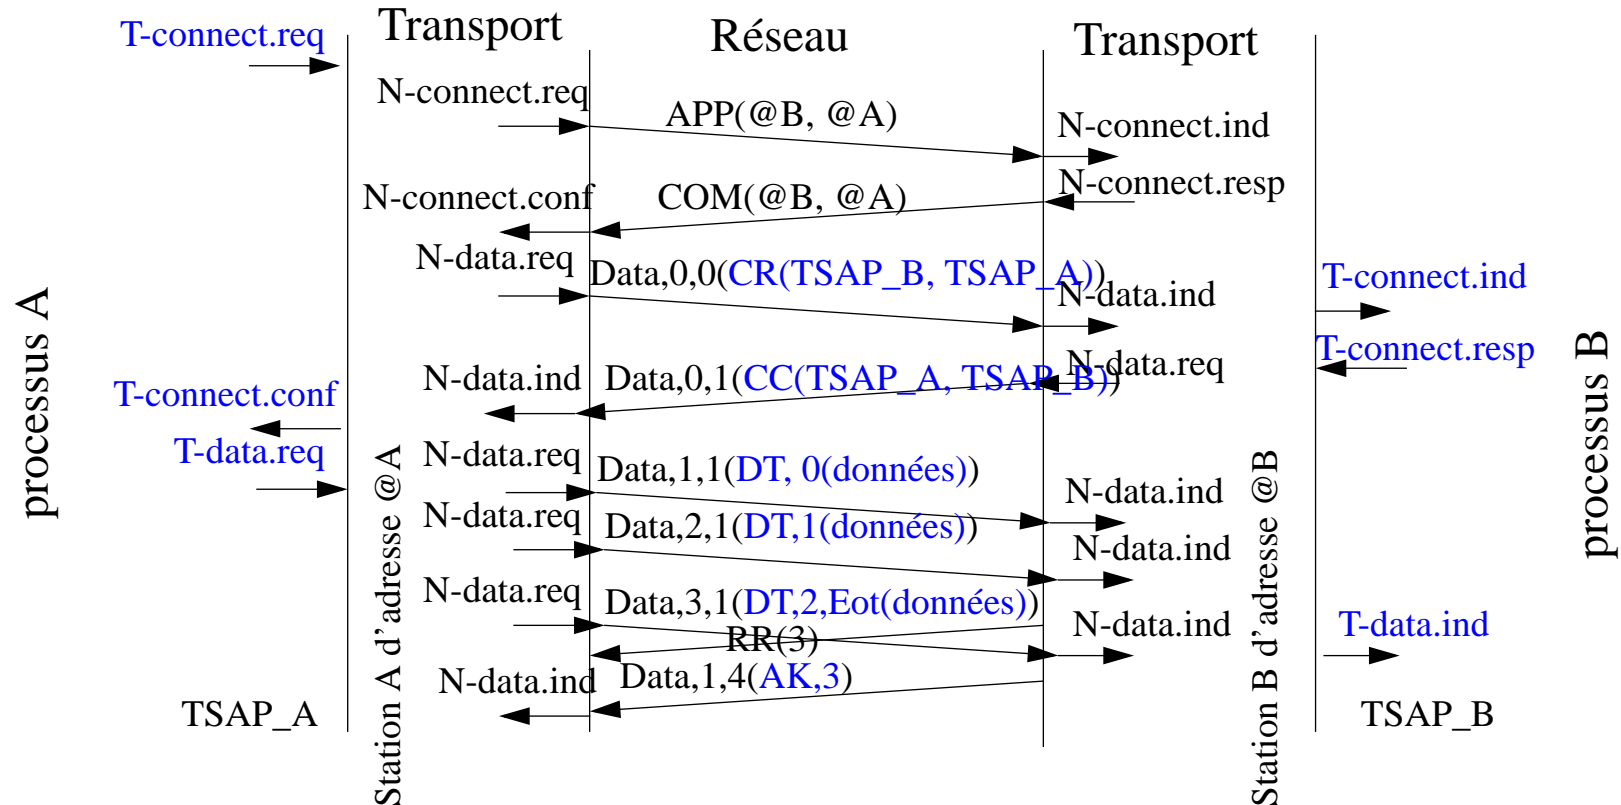 T-connect.req
Transport
Réseau
Transport
N-connect.req
APP(@B, @A)
N-connect.ind
N-connect.conf
COM(@B, @A)
N-connect.resp
N-data.req
Data,0,0(CR(TSAP_B, TSAP_A))
N-data.ind
T-connect.ind
processus A
processus B
T-connect.conf
N-data.ind
Data,0,1(CC(TSAP_A, TSAP_B))
N-data.req
T-connect.resp
T-data.req
N-data.req
Data,1,1(DT, 0(données))
N-data.ind
N-data.req
Data,2,1(DT,1(données))
N-data.ind
N-data.req
Data,3,1(DT,2,Eot(données))
N-data.ind
T-data.ind
RR(3)
N-data.ind
Data,1,4(AK,3)
TSAP_A
Station A d'adresse @A
Station B d'adresse @B
TSAP_B